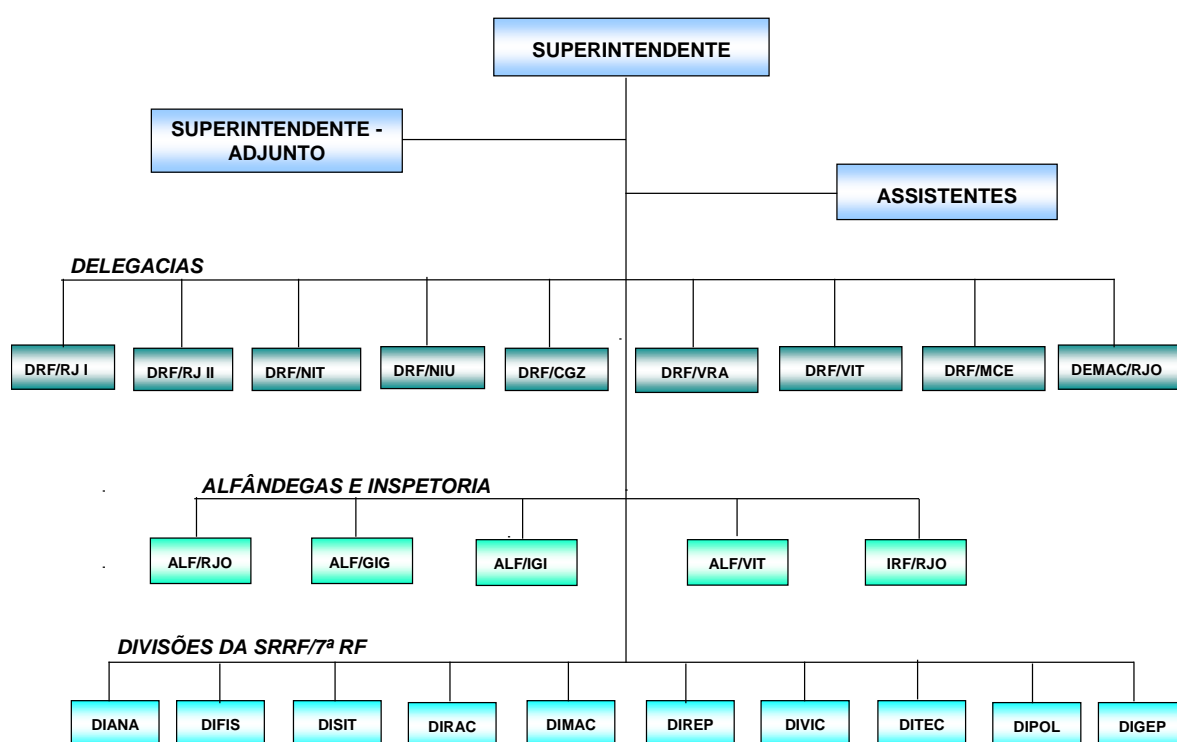 SUPERINTENDENTE
SUPERINTENDENTE -
ADJUNTO
ASSISTENTES
DELEGACIAS
DRF/RJ I
DRF/RJ II
DRF/NIT
DRF/NIU
DRF/CGZ
DRF/VRA
DRF/VIT
DRF/MCE
DEMAC/RJO
ALFÂNDEGAS E INSPETORIA
ALF/RJO
ALF/GIG
ALF/IGI
ALF/VIT
IRF/RJO
DIVISÕES DA SRRF/7ª RF
DIANA
DIFIS
DISIT
DIRAC
DIMAC
DIREP
DIVIC
DITEC
DIPOL
DIGEP